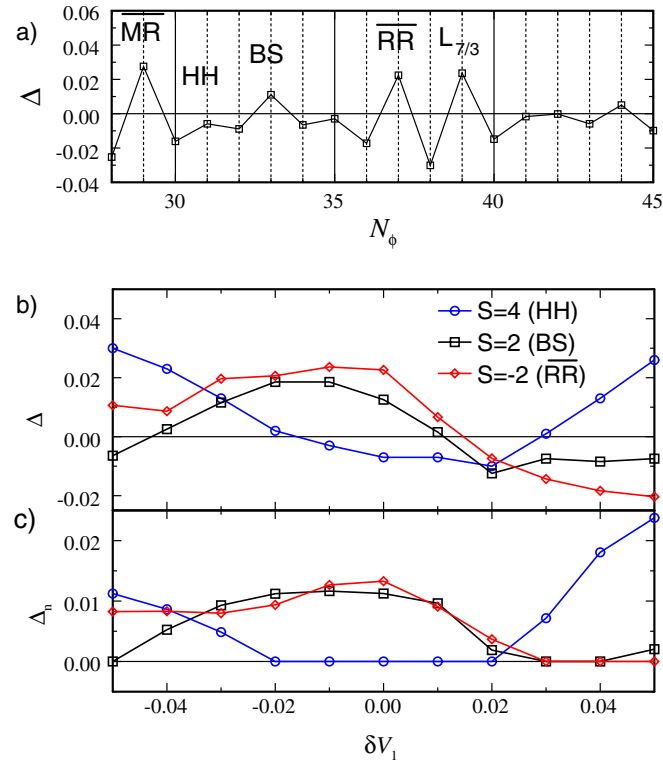 a)
0.06
0.04
0.02
0.00
-0.02
-0.04
Δ
MR
HH
BS
RR
L7/3
30
35
40
45
Nϕ
b)
0.04
0.02
0.00
-0.02
Δ
S=4 (HH)
S=2 (BS)
S=-2 (RR)
c)
0.02
0.01
0.00
Δn
-0.04
-0.02
0.00
0.02
0.04
δV1